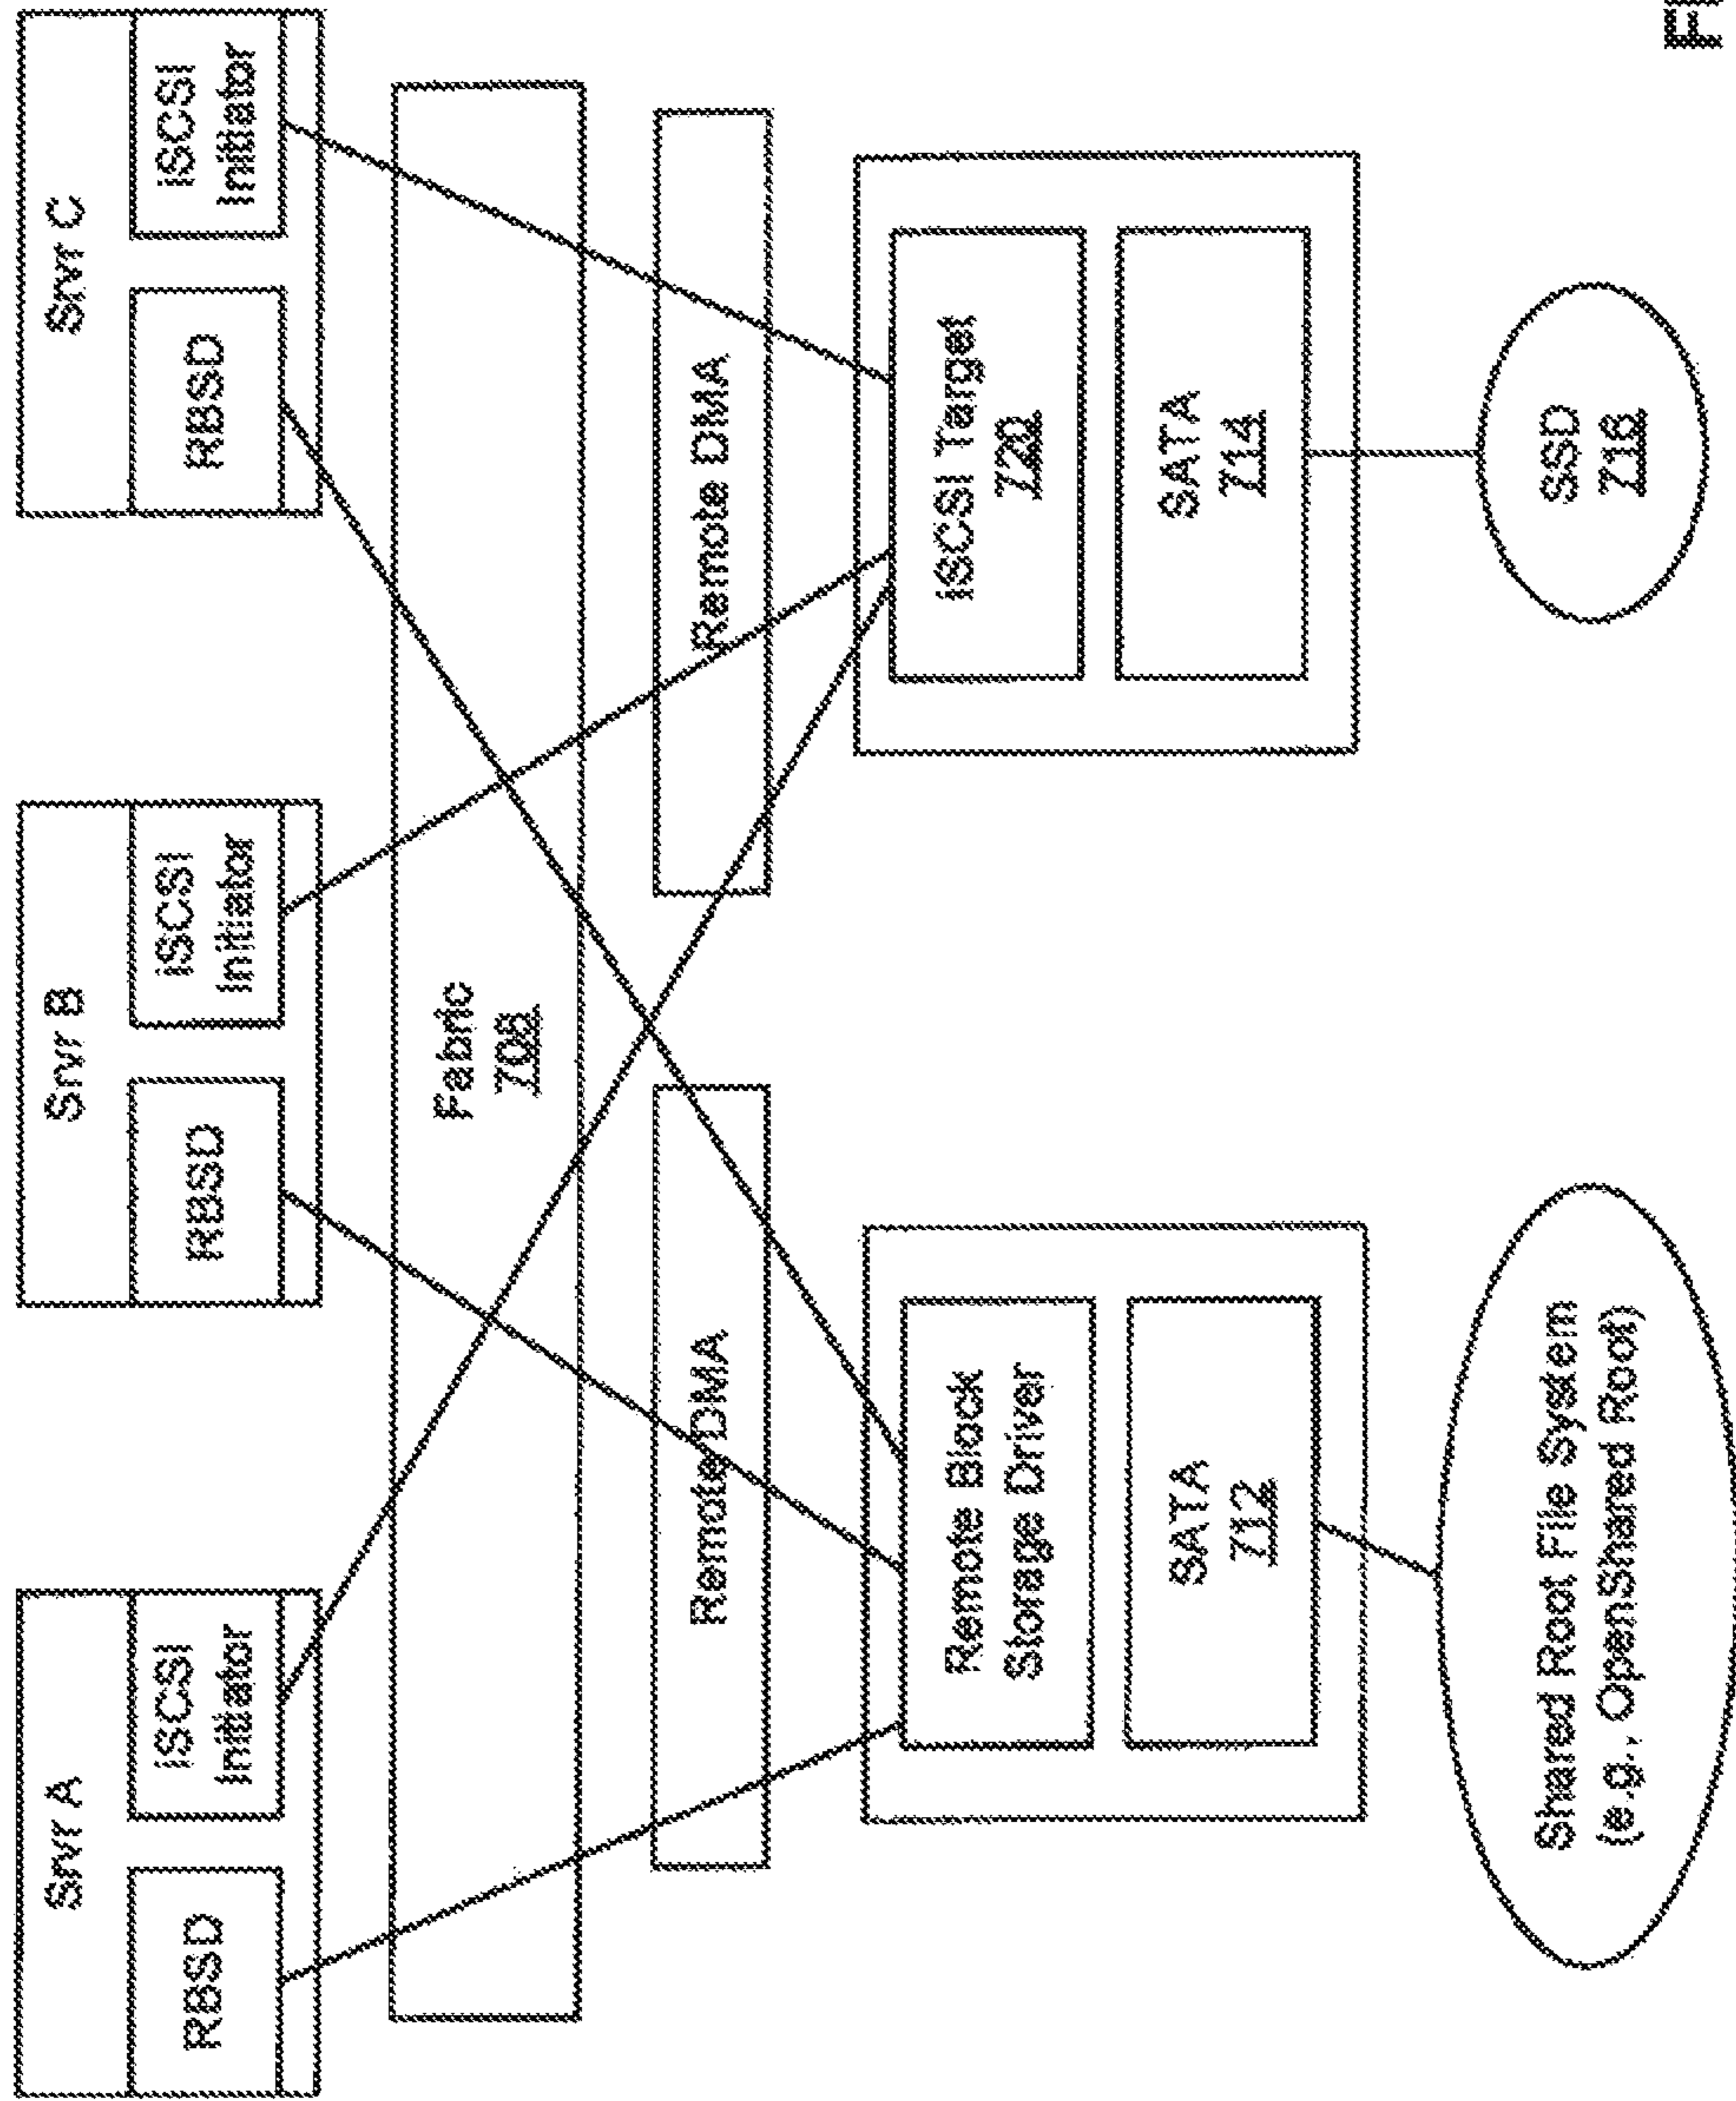 Srvr A
RBSD
iSCSI
Initiator
Srvr B
RBSD
iSCSI
Initiator
Srvr C
RBSD
iSCSI
Initiator
Fabric
708
Remote DMA
Remote DMA
Remote Block
Storage Driver
SATA
712
iSCSI Target
720
SATA
714
Shared Root File System
(e.g., OpenShared Root)
SSD
716